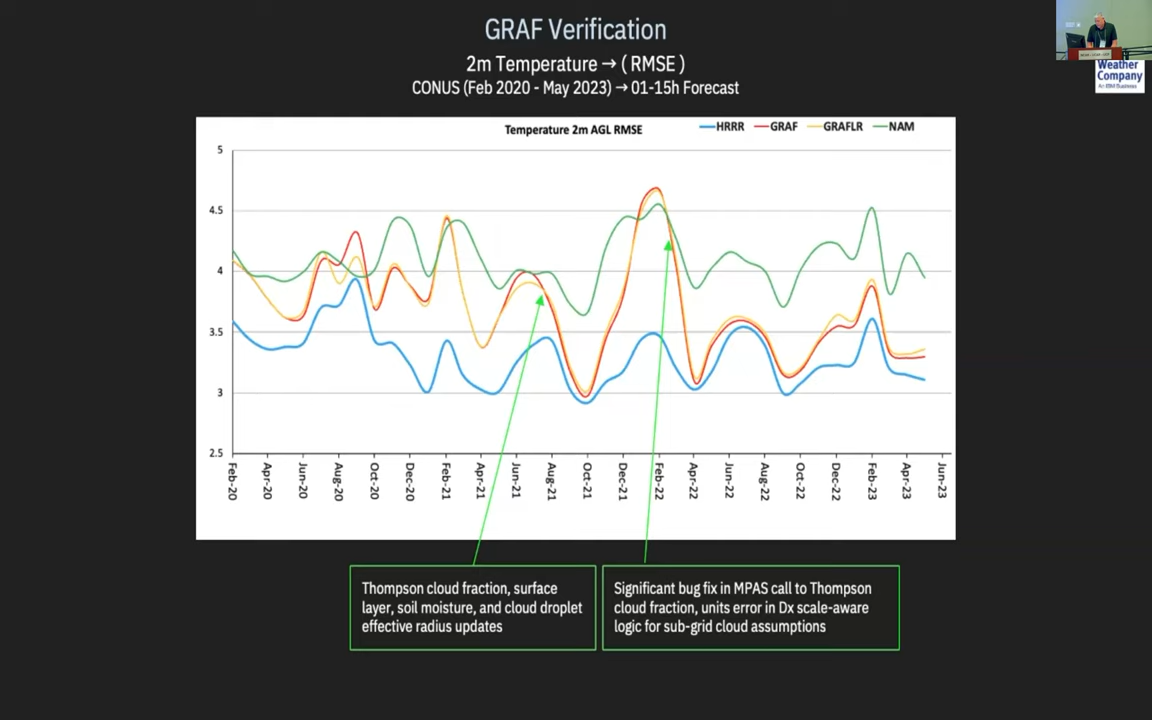 GRAF Verification
2m Temperature → ( RMSE )
CONUS (Feb 2020 - May 2023) → 01-15h Forecast
Weather
Company
An IBM Business
Temperature 2m AGL RMSE
HRRR GRAF GRAFLR NAM
5
4.5
4
3.5
3
2.5
Feb-20 Apr-20 Jun-20 Aug-20 Oct-20 Dec-20 Feb-21 Apr-21 Jun-21 Aug-21 Oct-21 Dec-21 Feb-22 Apr-22 Jun-22 Aug-22 Oct-22 Dec-22 Feb-23 Apr-23 Jun-23
Thompson cloud fraction, surface
layer, soil moisture, and cloud droplet
effective radius updates
Significant bug fix in MPAS call to Thompson
cloud fraction, units error in Dx scale-aware
logic for sub-grid cloud assumptions